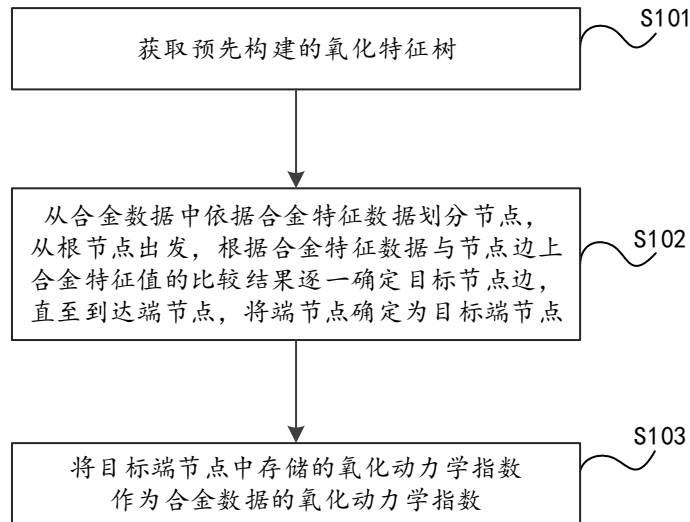 S101
获取预先构建的氧化特征树
S102
从合金数据中依据合金特征数据划分节点，
从根节点出发，根据合金特征数据与节点边上
合金特征值的比较结果逐一确定目标节点边，
直至到达端节点，将端节点确定为目标端节点
S103
将目标端节点中存储的氧化动力学指数
作为合金数据的氧化动力学指数